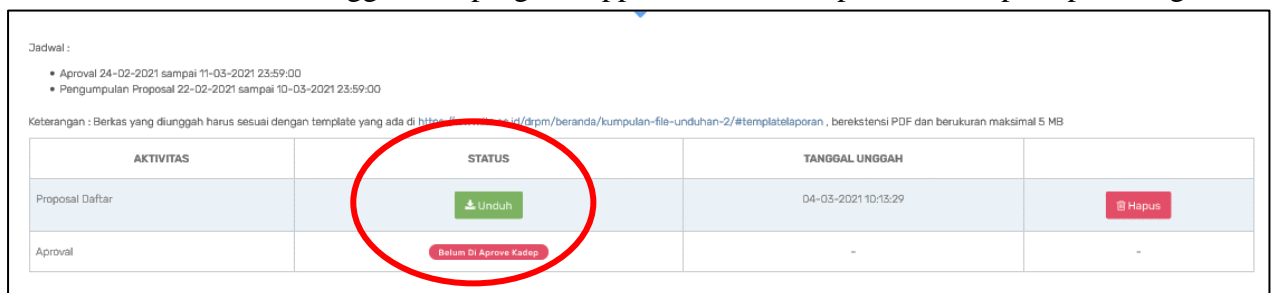 Jadwal :
• Aproval 24-02-2021 sampai 11-03-2021 23:59:00
• Pengumpulan Proposal 22-02-2021 sampai 10-03-2021 23:59:00
Keterangan : Berkas yang diunggah harus sesuai dengan template yang ada di /drpm/beranda/kumpulan-file-unduhan-2/#templatelaporan , berekstensi PDF dan berukuran maksimal 5 MB
AKTIVITAS STATUS TANGGAL UNGGAH
Proposal Daftar Unduh 04-03-2021 10:13:29 Hapus
Aproval Belum Di Aprove Kadep - -